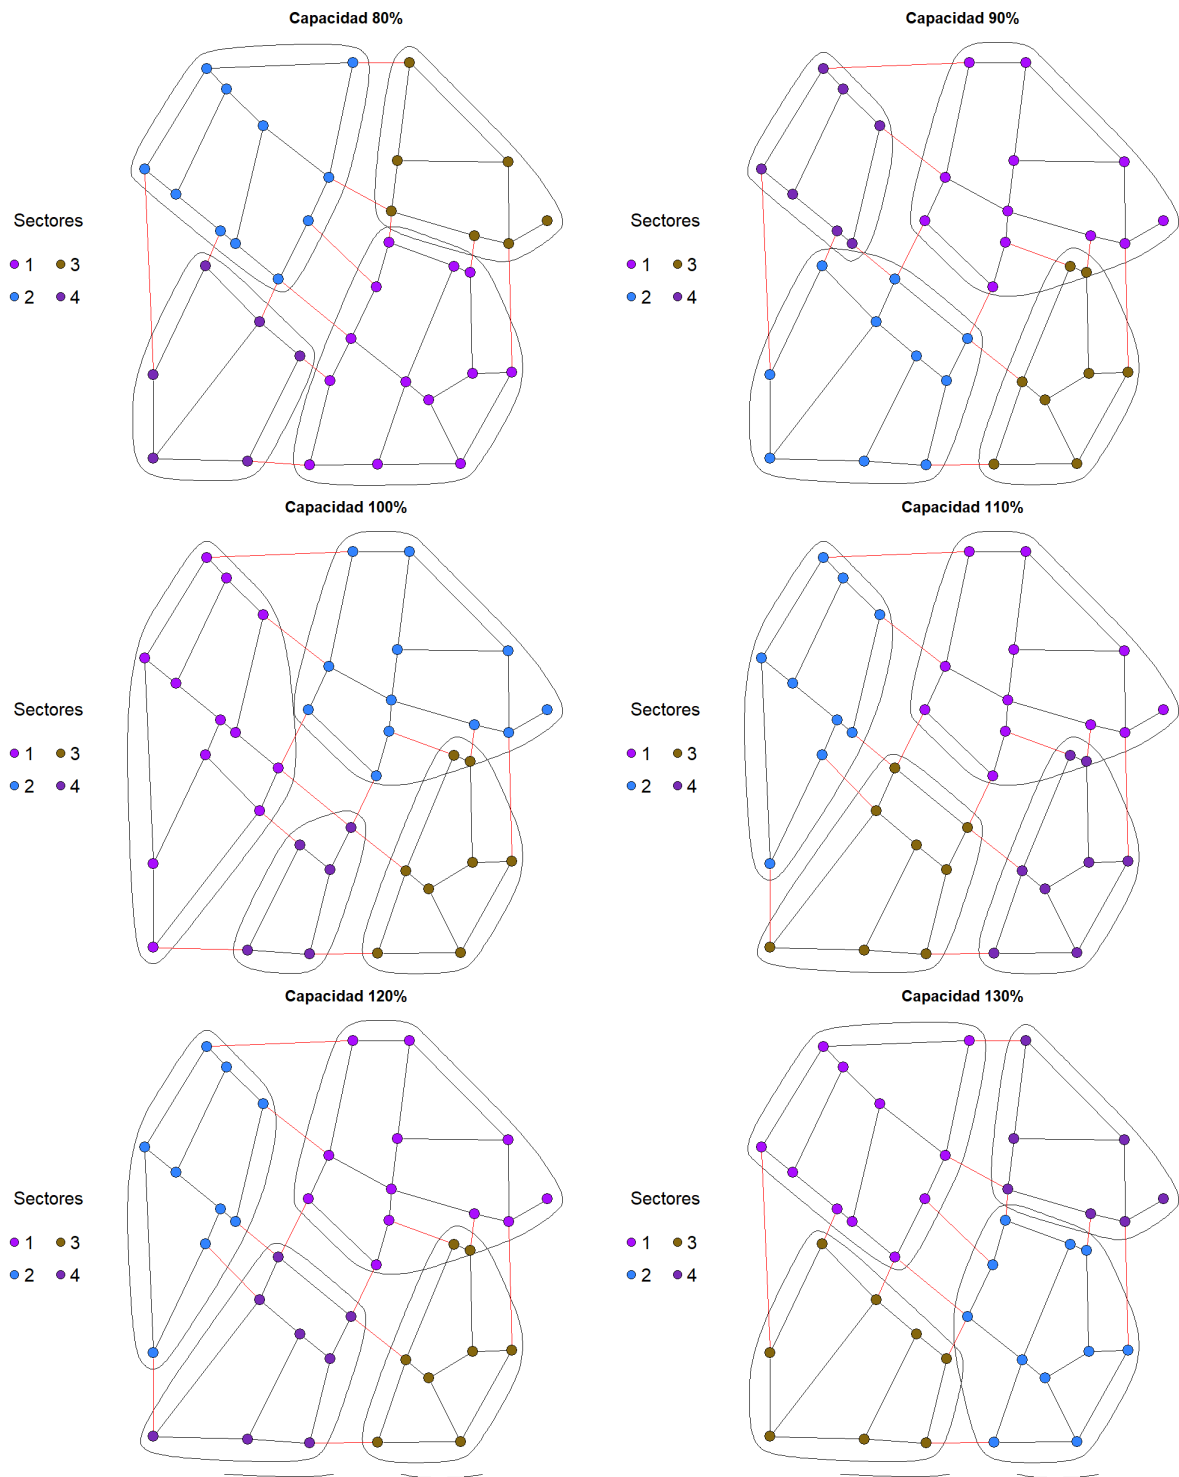 Capacidad 80%
Sectores
1 3
2 4
Capacidad 90%
Sectores
1 3
2 4
Capacidad 100%
Sectores
1 3
2 4
Capacidad 110%
Sectores
1 3
2 4
Capacidad 120%
Sectores
1 3
2 4
Capacidad 130%
Sectores
1 3
2 4